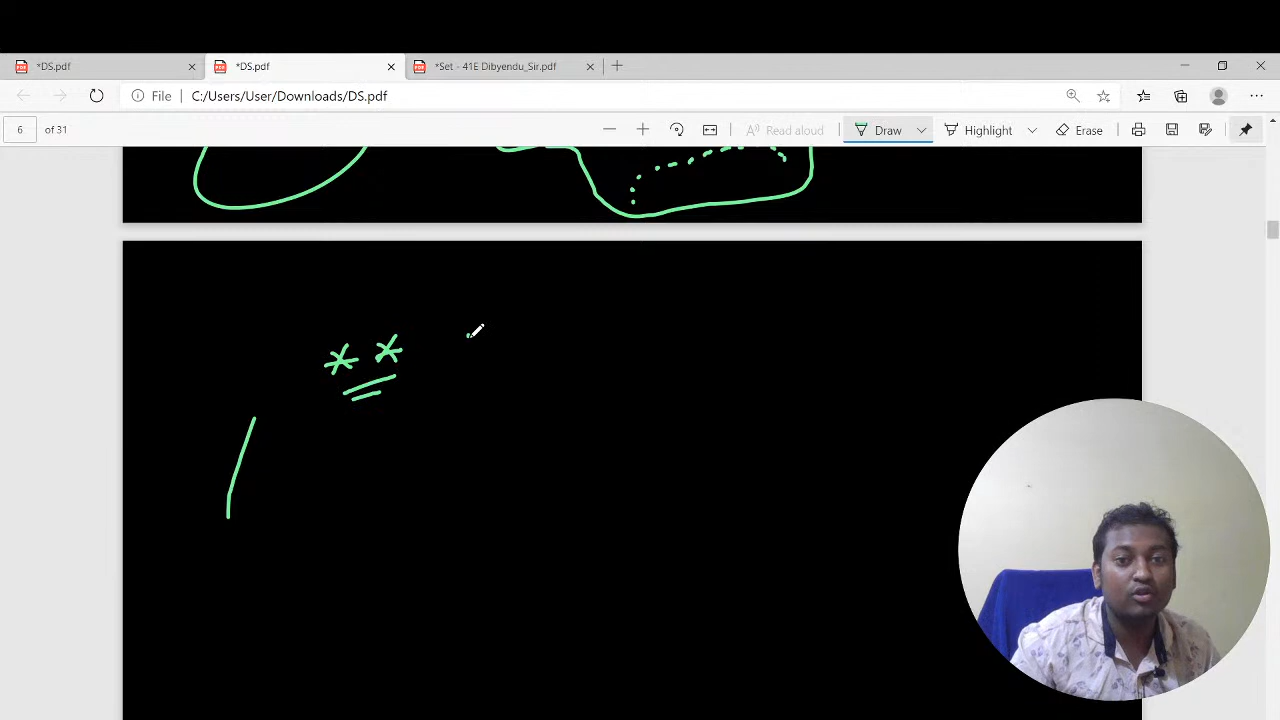 *DS.pdf *DS.pdf *Set - 41E Dibyendu_Sir.pdf
File C:/Users/User/Downloads/DS.pdf
6 of 31 Read aloud Draw Highlight Erase
* *